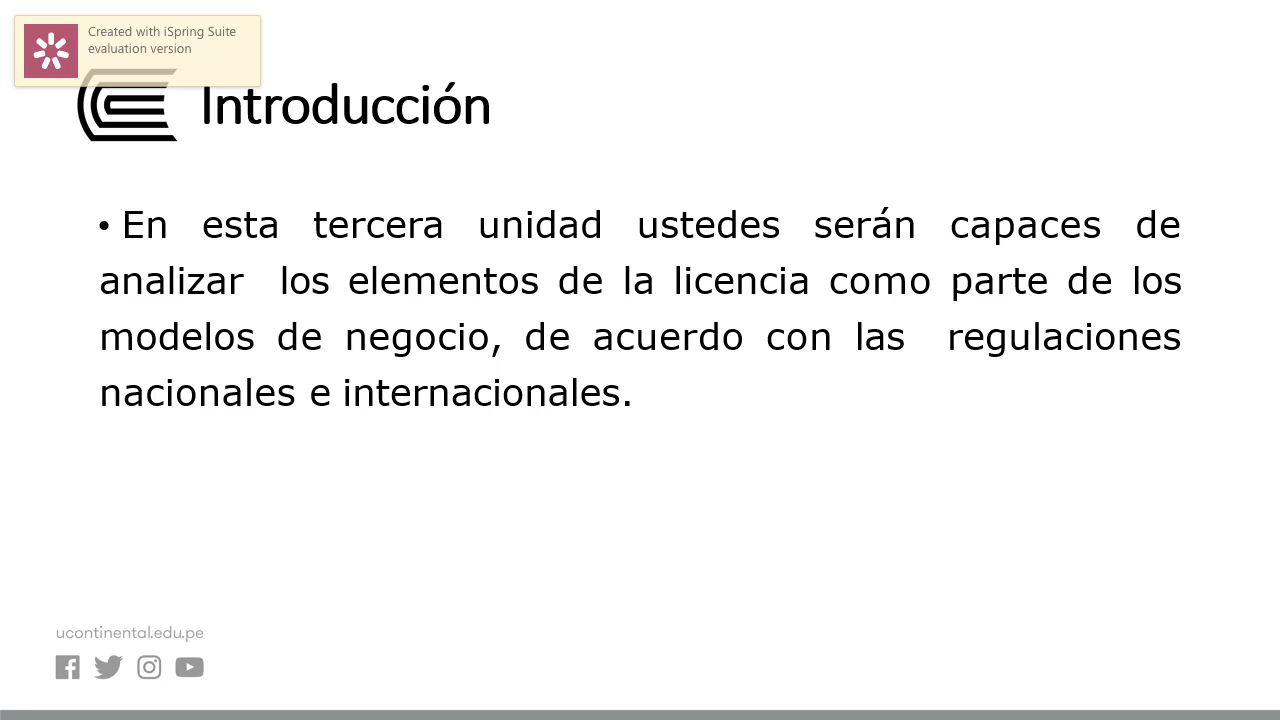 Created with iSpring Suite
evaluation version
Introducción
• En esta tercera unidad ustedes serán capaces de
analizar los elementos de la licencia como parte de los
modelos de negocio, de acuerdo con las regulaciones
nacionales e internacionales.
ucontinental.edu.pe